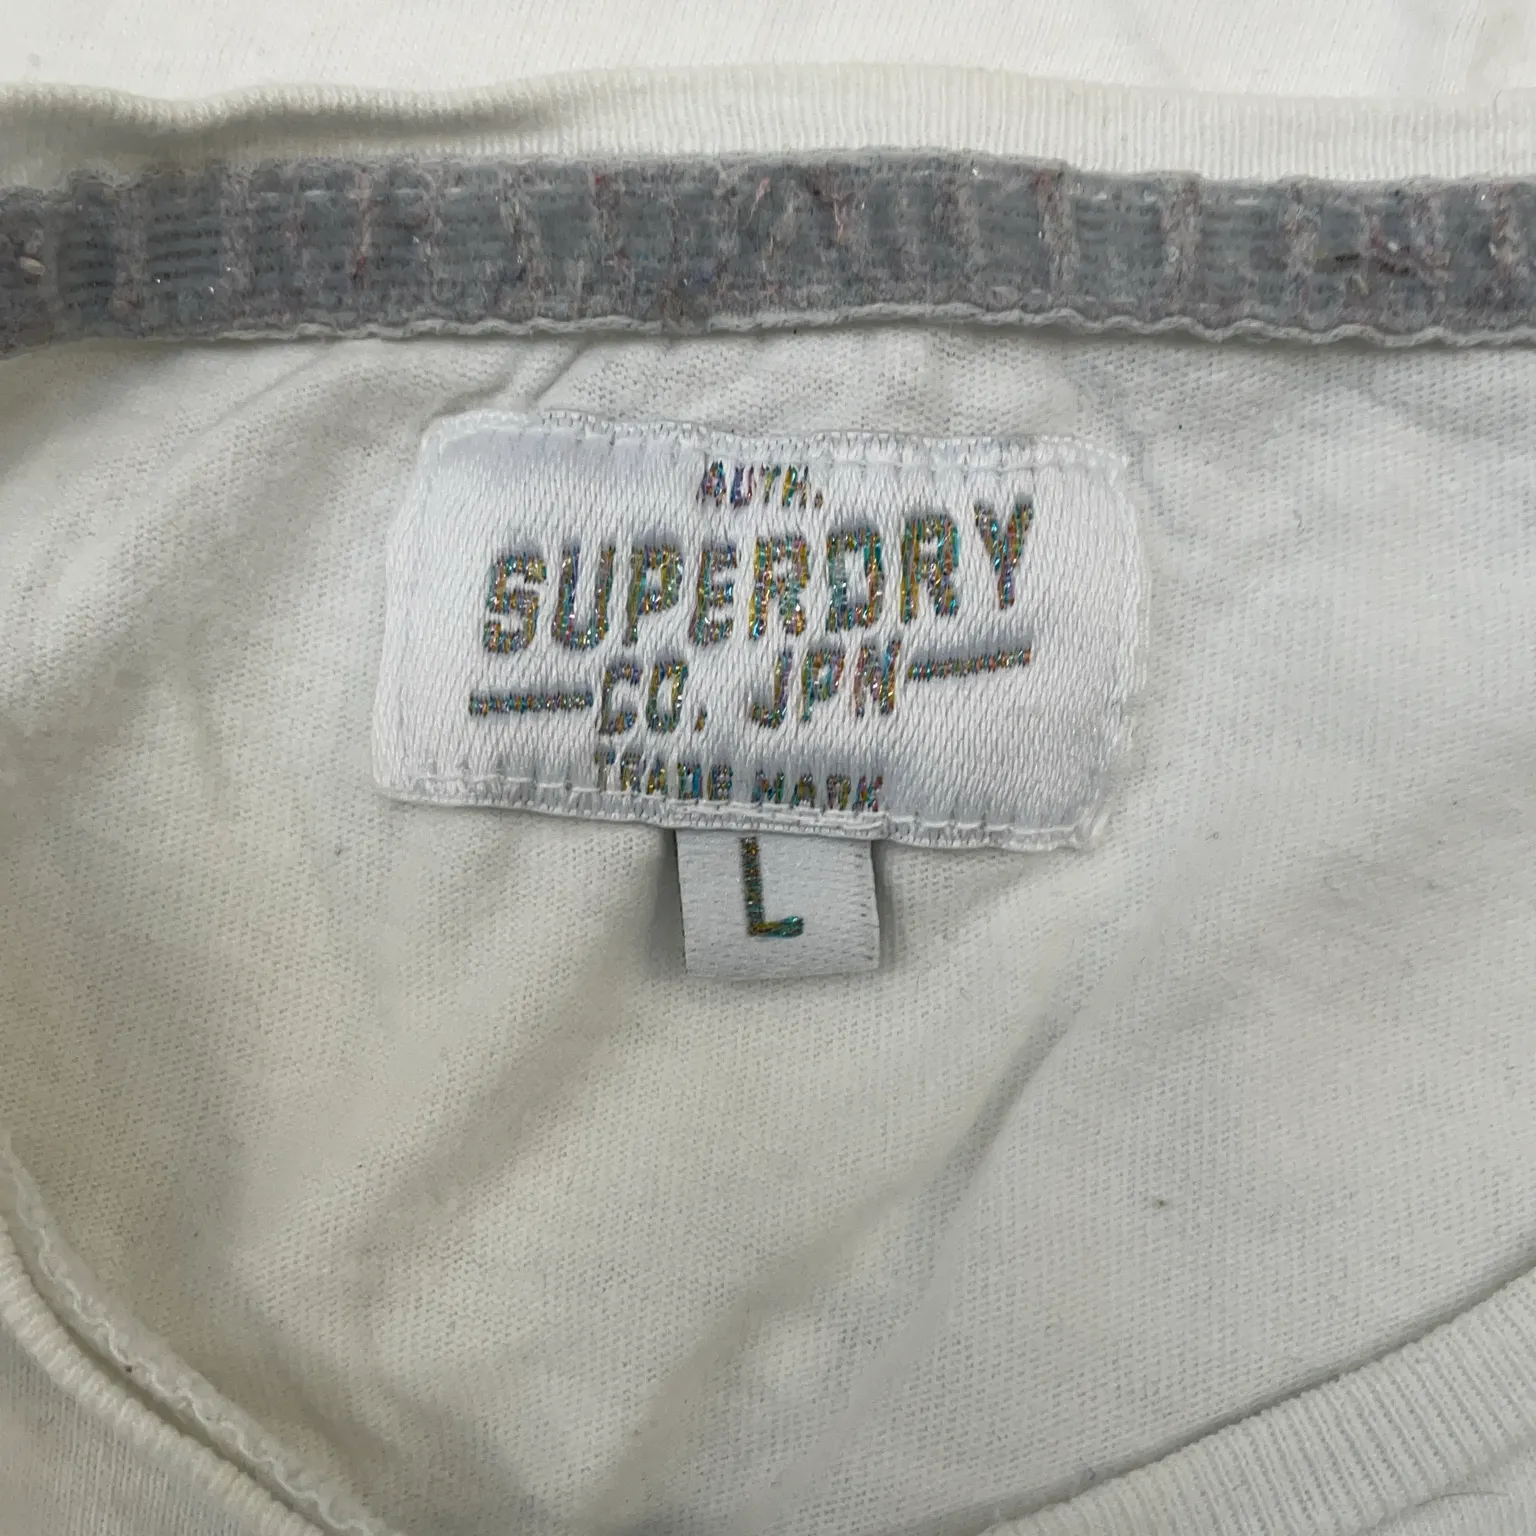 AUTH.
SUPERDRY
CO. JPN
TRADE MARK
L